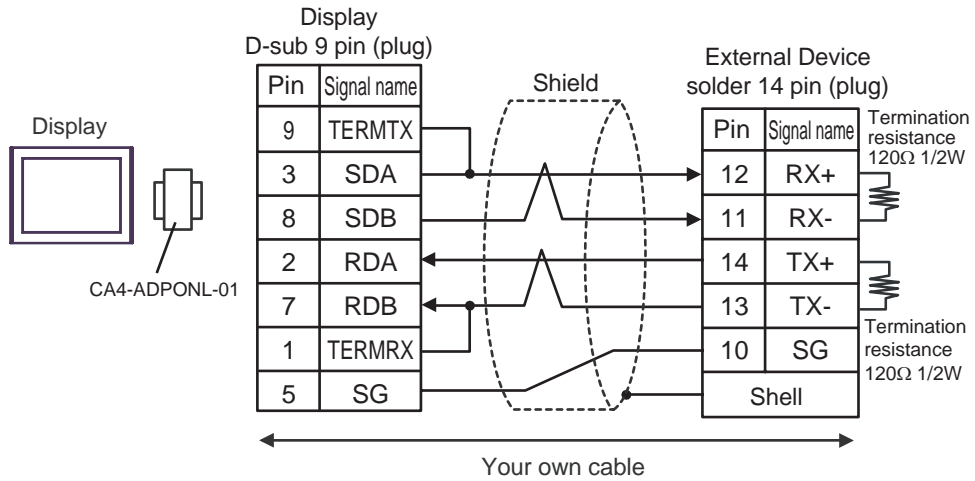 Display
D-sub 9 pin (plug)
External Device
solder 14 pin (plug)
Shield
Display
CA4-ADPONL-01
Pin Signal name
9 TERMTX
3 SDA
8 SDB
2 RDA
7 RDB
1 TERMRX
5 SG
Pin Signal name
12 RX+
11 RX-
14 TX+
13 TX-
10 SG
Shell
Termination
resistance
120Ω 1/2W
Termination
resistance
120Ω 1/2W
Your own cable